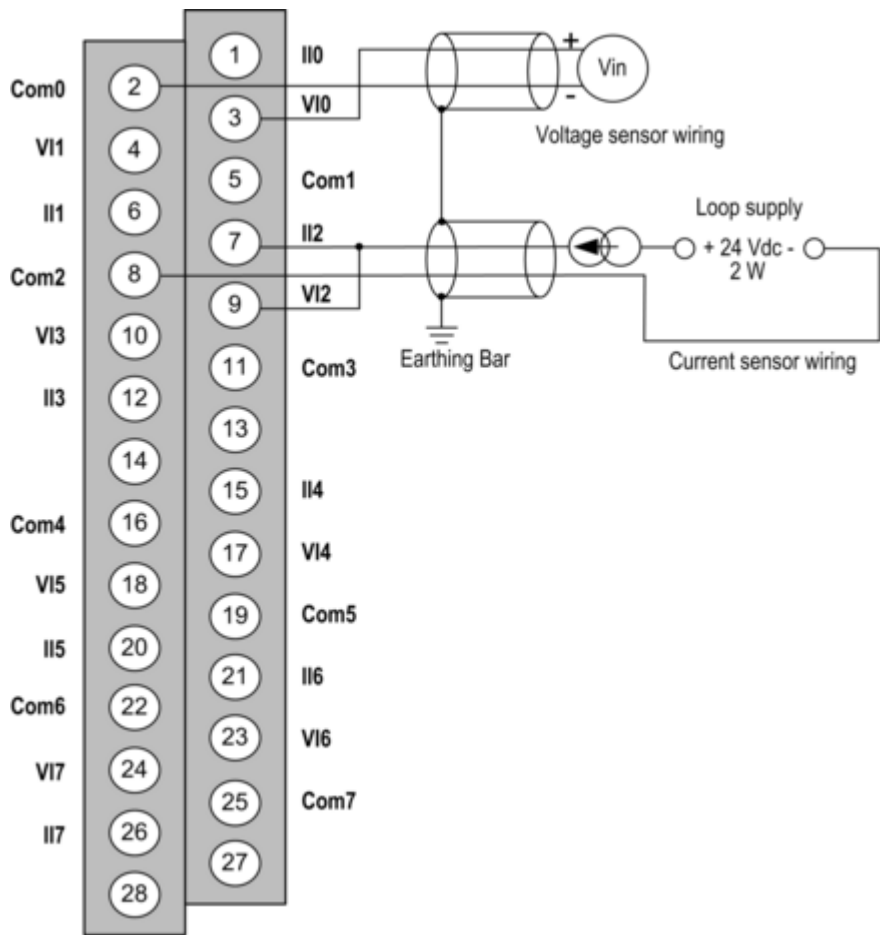 1 II0
Com0 2
3 VI0
+
Vin
-
Voltage sensor wiring
VI1 4
5 Com1
II1 6
7 II2
Loop supply
+ 24 Vdc -
2 W
Com2 8
9 VI2
Earthing Bar
Current sensor wiring
VI3 10
11 Com3
II3 12
13
14
15 II4
Com4 16
17 VI4
VI5 18
19 Com5
II5 20
21 II6
Com6 22
23 VI6
VI7 24
25 Com7
II7 26
27
28